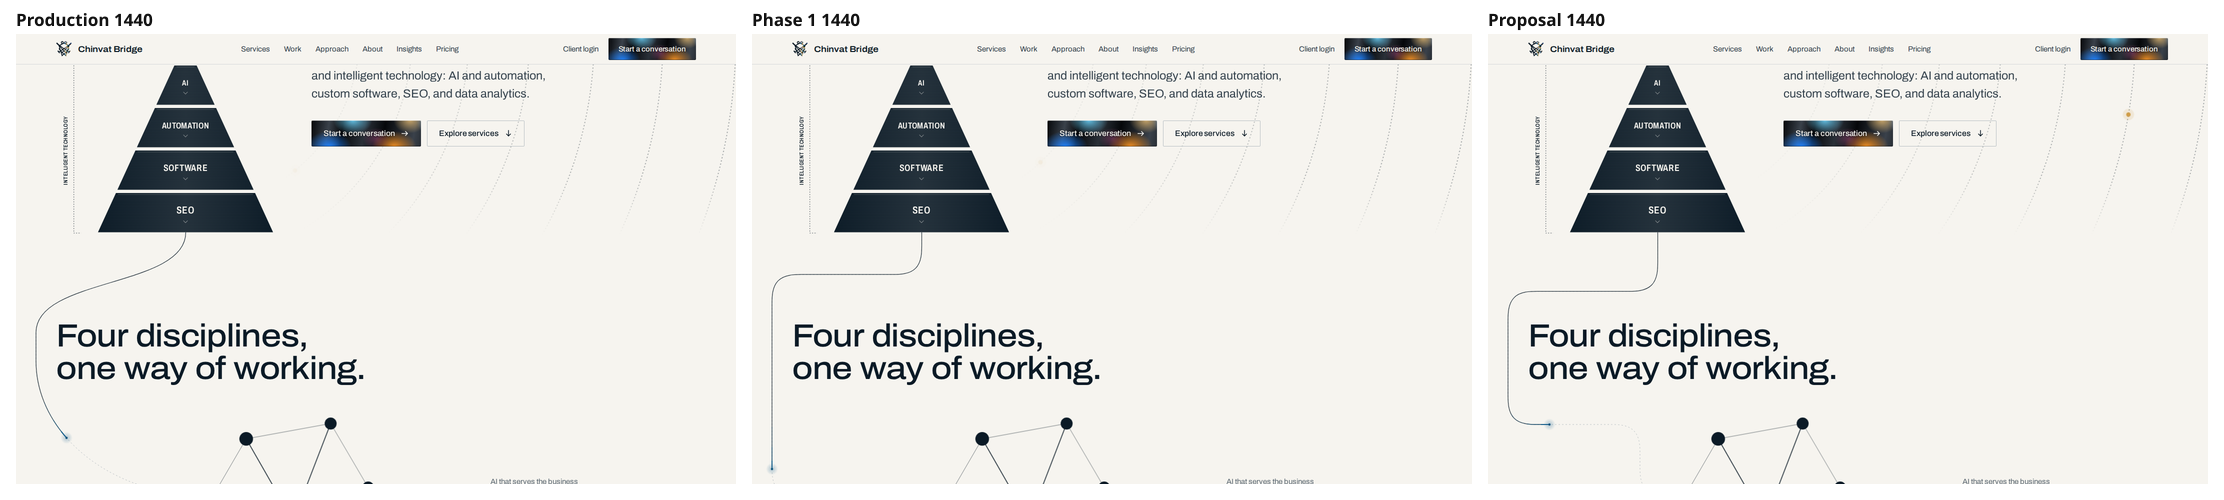 Production 1440
Chinvat Bridge
Services Work Approach About Insights Pricing
Client login
Start a conversation
INTELLIGENT TECHNOLOGY
AI
AUTOMATION
SOFTWARE
SEO
and intelligent technology: AI and automation,
custom software, SEO, and data analytics.
Start a conversation →
Explore services ↓
Four disciplines,
one way of working.
AI that serves the business
Phase 1 1440
Chinvat Bridge
Services Work Approach About Insights Pricing
Client login
Start a conversation
INTELLIGENT TECHNOLOGY
AI
AUTOMATION
SOFTWARE
SEO
and intelligent technology: AI and automation,
custom software, SEO, and data analytics.
Start a conversation →
Explore services ↓
Four disciplines,
one way of working.
AI that serves the business
Proposal 1440
Chinvat Bridge
Services Work Approach About Insights Pricing
Client login
Start a conversation
INTELLIGENT TECHNOLOGY
AI
AUTOMATION
SOFTWARE
SEO
and intelligent technology: AI and automation,
custom software, SEO, and data analytics.
Start a conversation →
Explore services ↓
Four disciplines,
one way of working.
AI that serves the business